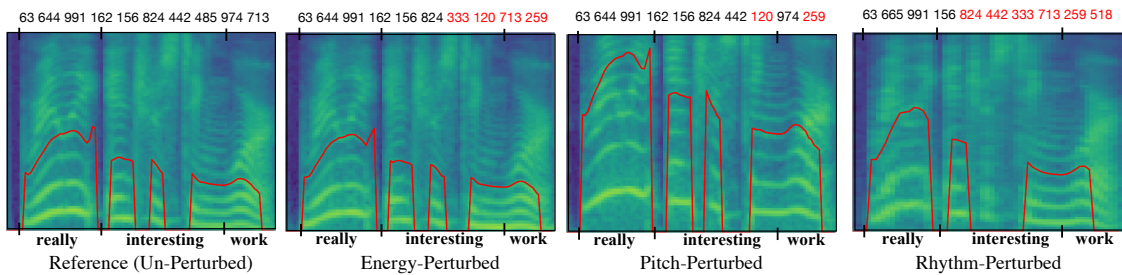 63 644 991 162 156 824 442 485 974 713
63 644 991 162 156 824 333 120 713 259
63 644 991 162 156 824 442 120 974 259
63 665 991 156 824 442 333 713 259 518
really interesting work
really interesting work
really interesting work
really interesting work
Reference (Un-Perturbed)
Energy-Perturbed
Pitch-Perturbed
Rhythm-Perturbed